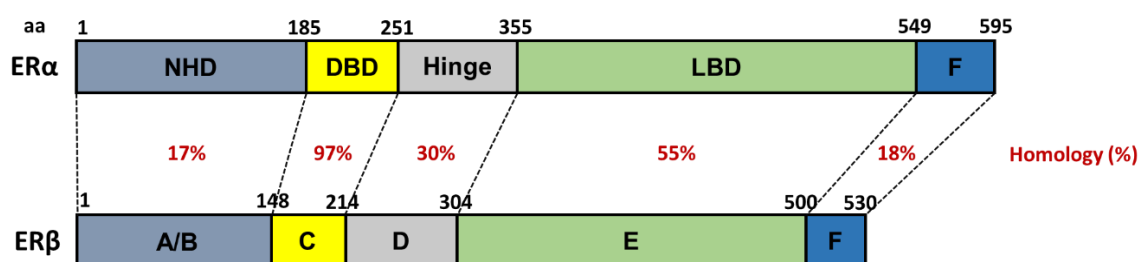 aa 1 185 251 355 549 595
ERα NHD DBD Hinge LBD F
17% 97% 30% 55% 18% Homology (%)
1 148 214 304 500 530
ERβ A/B C D E F